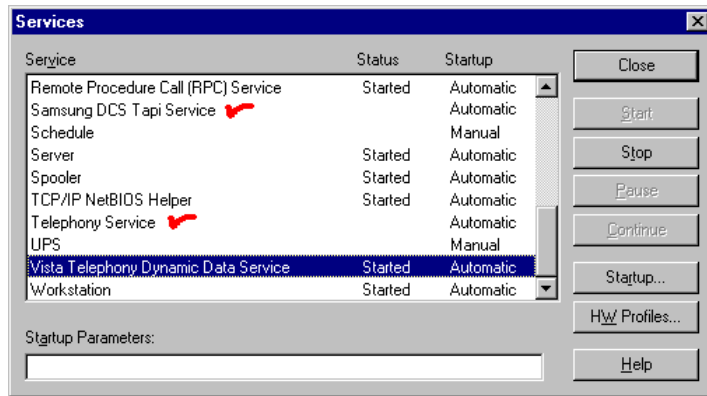 Services
Service Status Startup
Remote Procedure Call (RPC) Service Started Automatic
Samsung DCS Tapi Service Automatic
Schedule Manual
Server Started Automatic
Spooler Started Automatic
TCP/IP NetBIOS Helper Started Automatic
Telephony Service Automatic
UPS Manual
Vista Telephony Dynamic Data Service Started Automatic
Workstation Started Automatic
Startup Parameters:
Close
Start
Stop
Pause
Continue
Startup...
HW Profiles...
Help